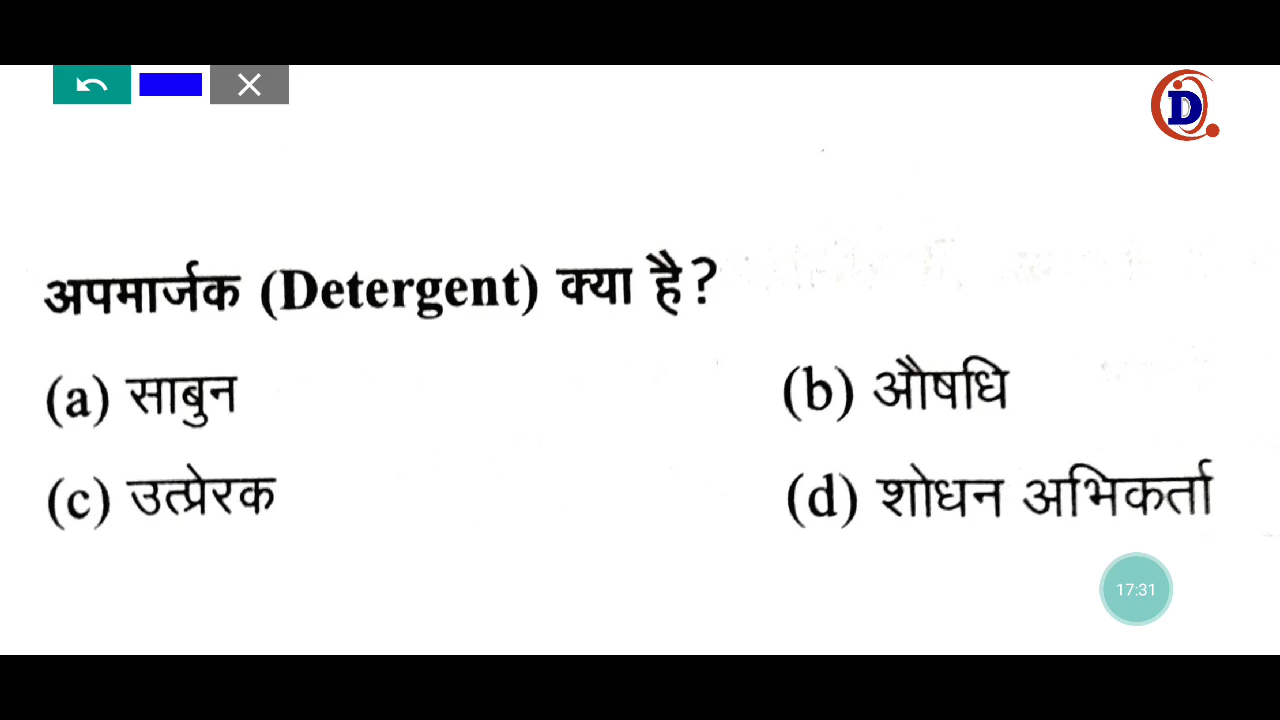 D
अपमार्जक (Detergent) क्या है?
(a) साबुन
(b) औषधि
(c) उत्प्रेरक
(d) शोधन अभिकर्ता
17:31